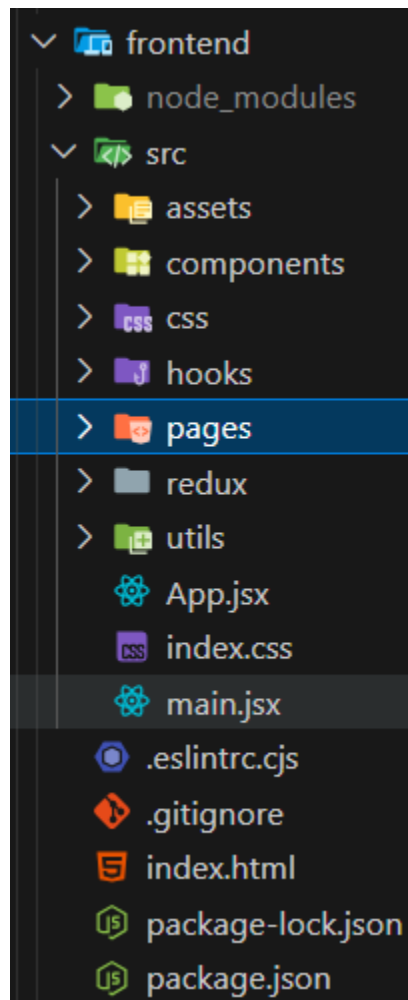 frontend
node_modules
src
assets
components
css
hooks
pages
redux
utils
App.jsx
index.css
main.jsx
.eslintrc.cjs
.gitignore
index.html
package-lock.json
package.json